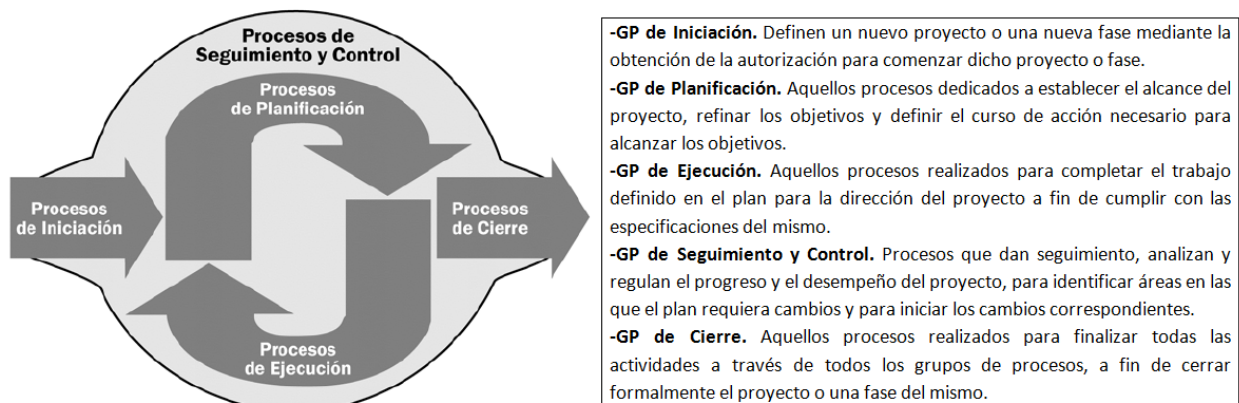 Procesos de
Seguimiento y Control
Procesos
de Planificación
Procesos
de Iniciación
Procesos
de Cierre
Procesos
de Ejecución
-GP de Iniciación. Definen un nuevo proyecto o una nueva fase mediante la
obtención de la autorización para comenzar dicho proyecto o fase.
-GP de Planificación. Aquellos procesos dedicados a establecer el alcance del
proyecto, refinar los objetivos y definir el curso de acción necesario para
alcanzar los objetivos.
-GP de Ejecución. Aquellos procesos realizados para completar el trabajo
definido en el plan para la dirección del proyecto a fin de cumplir con las
especificaciones del mismo.
-GP de Seguimiento y Control. Procesos que dan seguimiento, analizan y
regulan el progreso y el desempeño del proyecto, para identificar áreas en las
que el plan requiera cambios y para iniciar los cambios correspondientes.
-GP de Cierre. Aquellos procesos realizados para finalizar todas las
actividades a través de todos los grupos de procesos, a fin de cerrar
formalmente el proyecto o una fase del mismo.